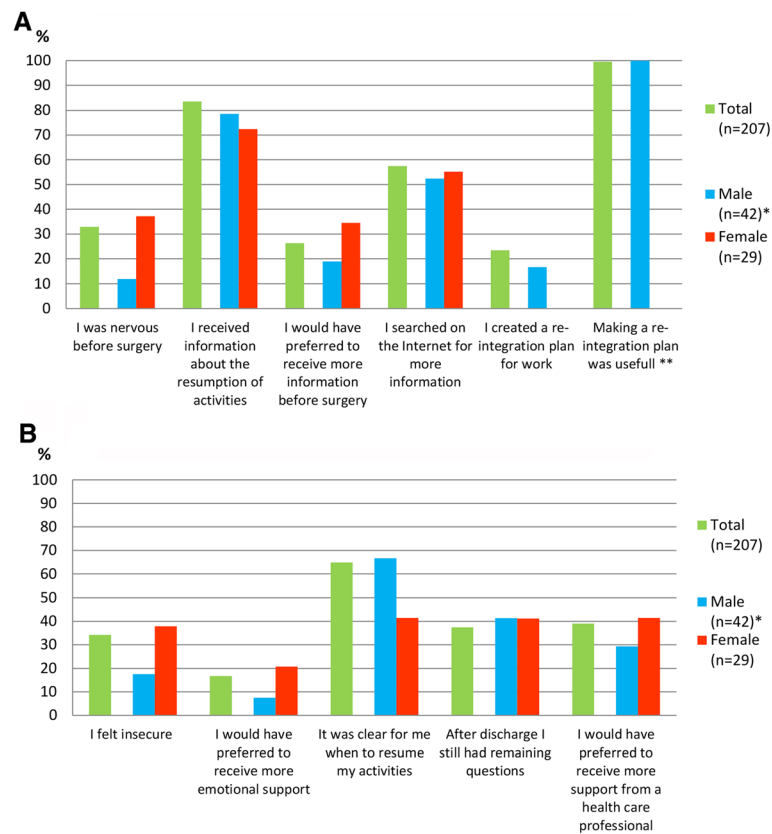 A
%
100
90
80
70
60
50
40
30
20
10
0
Total
(n=207)
Male
(n=42)*
Female
(n=29)
I was nervous
before surgery
I received
information
about the
resumption of
activities
I would have
preferred to
receive more
information
before surgery
I searched on
the Internet for
more
information
I created a re-
integration plan
for work
Making a re-
integration plan
was usefull **
B
%
100
90
80
70
60
50
40
30
20
10
0
Total
(n=207)
Male
(n=42)*
Female
(n=29)
I felt insecure
I would have
preferred to
receive more
emotional support
It was clear for me
when to resume
my activities
After discharge I
still had remaining
questions
I would have
preferred to
receive more
support from a
health care
professional